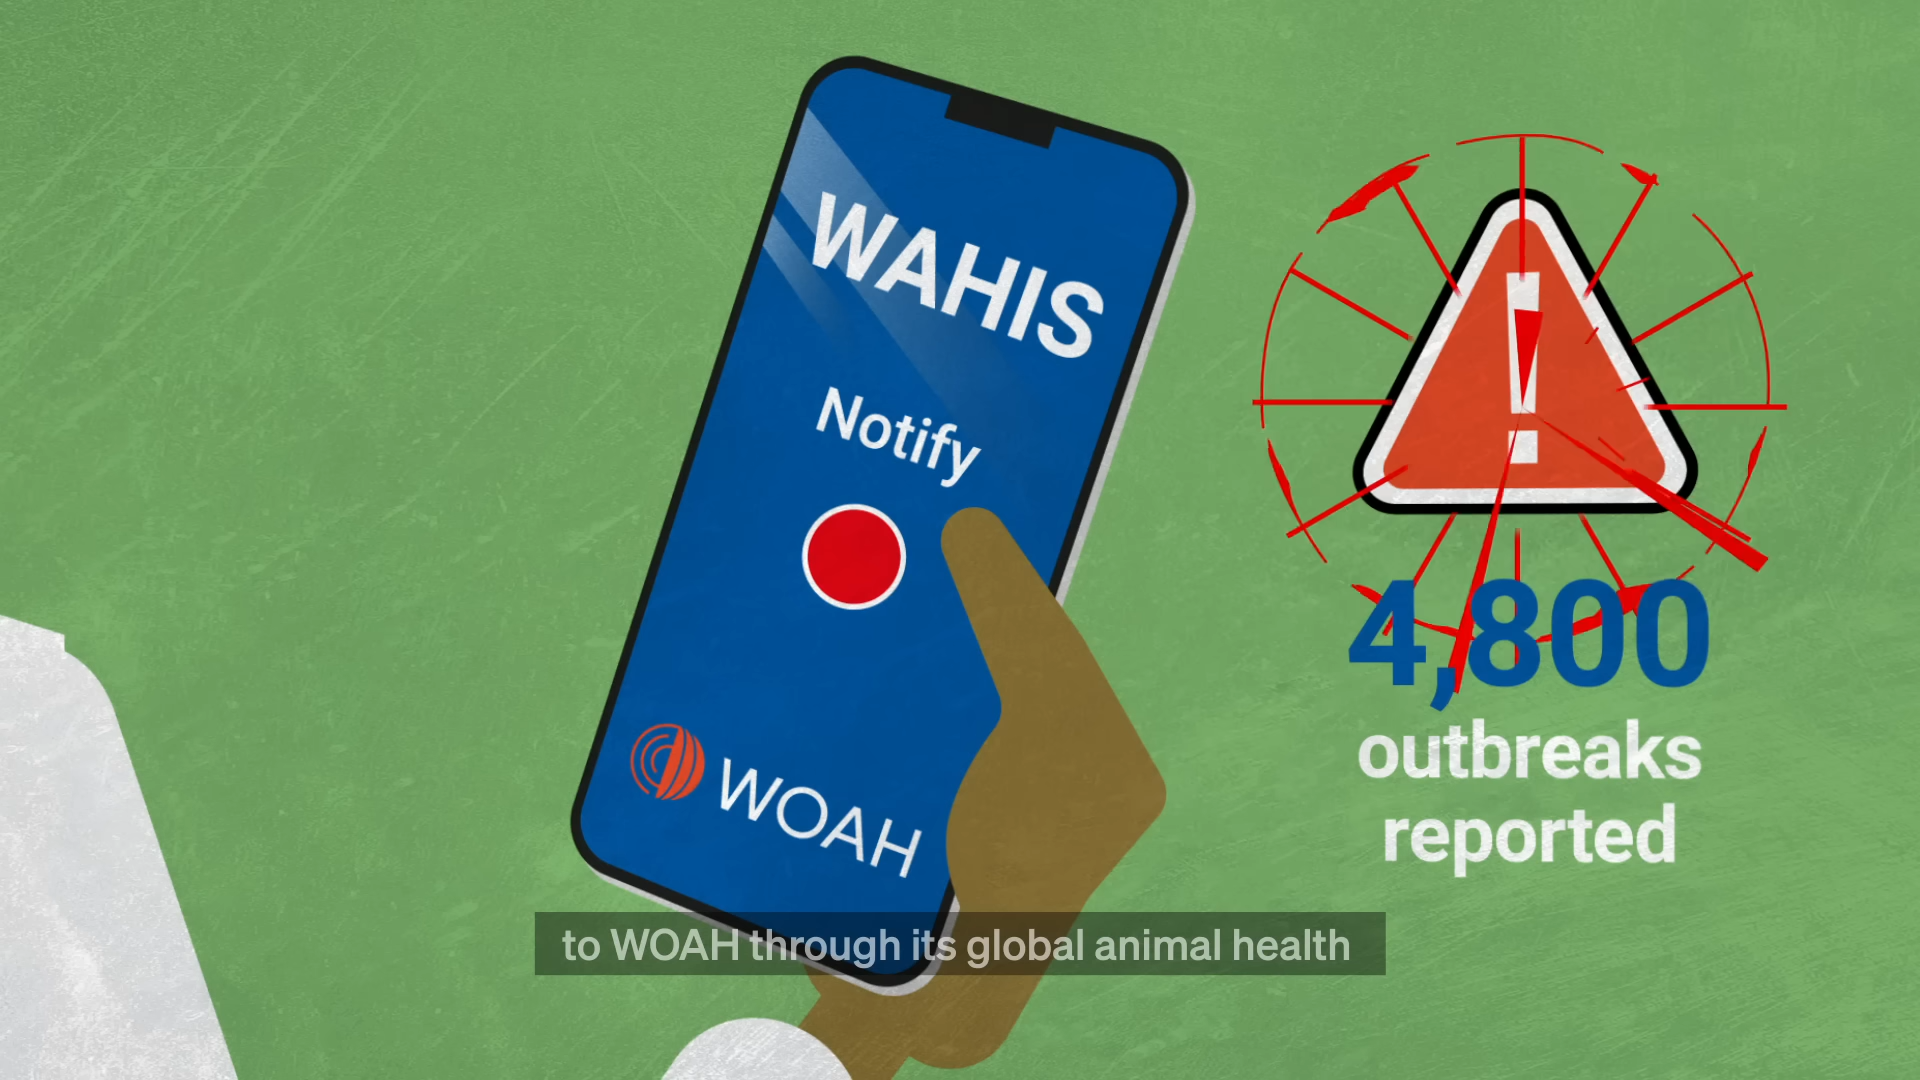 WAHIS
Notify
WOAH
!
4,800
outbreaks
reported
to WOAH through its global animal health